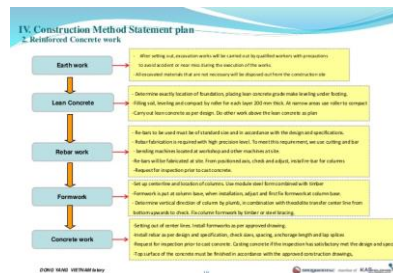 IV. Construction Method Statement plan
2. Reinforced Concrete work
Earth work
- After setting out, excavation works will be carried out by qualified workers with precautions
to avoid accident or near miss during the execution of the works
- All excavated materials that are not necessary will be disposed out from the construction site
Lean Concrete
- Determine exactly location of foundation, placing lean concrete grade make leveling under footing.
- Filling soil, leveling and compact by roller for each layer 200 mm thick. At narrow areas use roller to compact
- Carry out lean concrete as per design. Do other work above the lean concrete as plan
Rebar work
- Re-bars to be used must be of standard use and in accordance with the design and specifications.
- Rebar fabrication is required with high precision level. To meet this requirement, we use cutting and bar
- bending machines located at workshop and other machines at site.
- Re-bars will be fabricated at site. From positioned axis, check and adjust, install in bar for columns
- Request for inspection prior to cast concrete.
Formwork
- Set up centerline and location of columns. Use module steel forms combined with timber
- Formwork is put at column base, when installation, adjust and firstly fix formwork at column base.
- Determine vertical direction of column by plumb, in combination with theodolite transfer center line from
bottom upwards to check. Fix column formwork by timber or steel bracing.
Concrete work
- Setting out of center lines. Install formworks as per approved drawing.
- Install rebar as per design and specification, check sizes, spacing, anchorage length and lap splices
- Request for inspection prior to cast concrete. Casting concrete if the inspection has satisfactory met the design and spec
- Top surface of the concrete must be finished in accordance with the approved construction drawings.
DONG YANG VIETNAM fatory